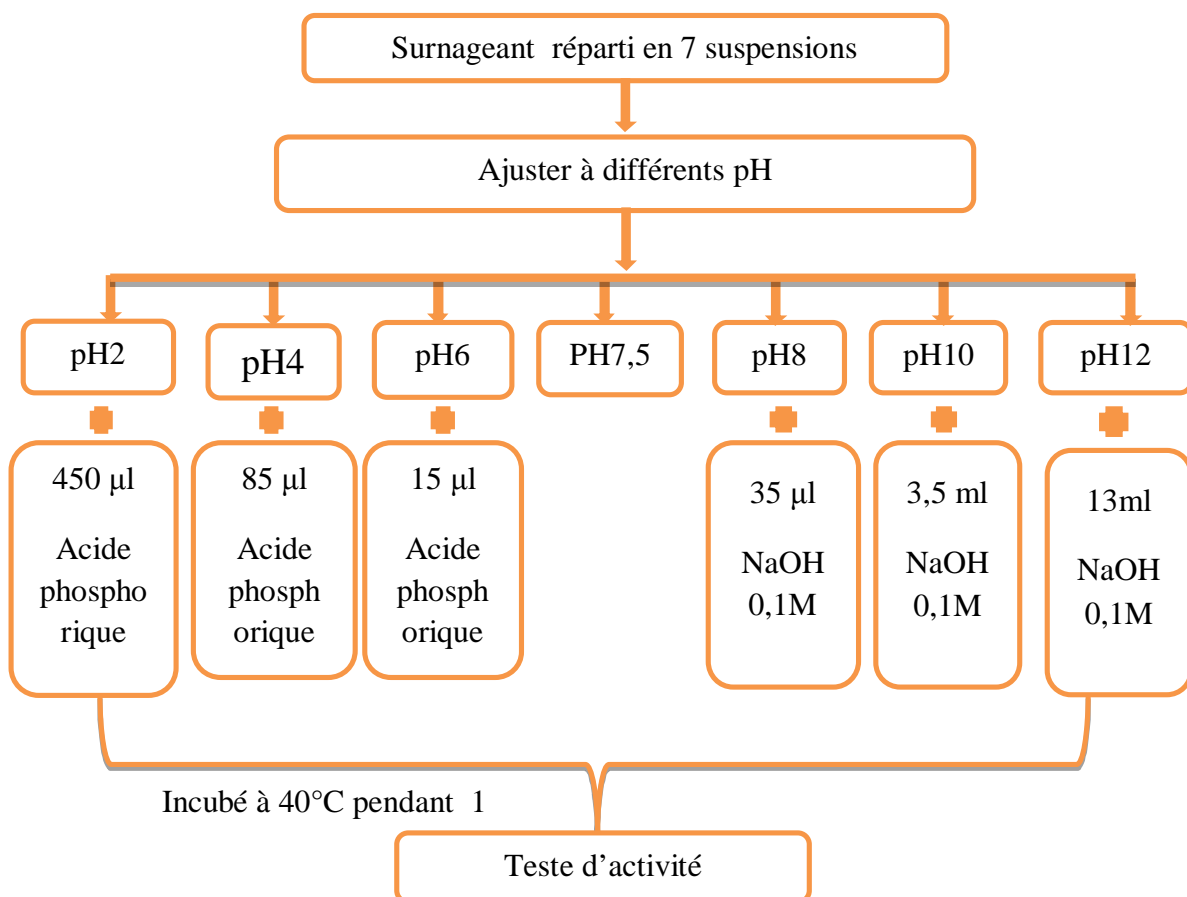 Surnageant réparti en 7 suspensions
Ajuster à différents pH
pH2
pH4
pH6
PH7,5
pH8
pH10
pH12
450 µl
Acide
phospho
rique
85 µl
Acide
phosph
orique
15 µl
Acide
phosph
orique
35 µl
NaOH
0,1M
3,5 ml
NaOH
0,1M
13ml
NaOH
0,1M
Incubé à 40°C pendant 1
Teste d’activité